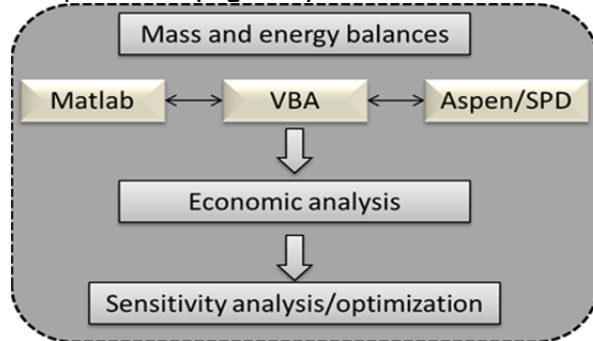 Mass and energy balances
Matlab VBA Aspen/SPD
Economic analysis
Sensitivity analysis/optimization